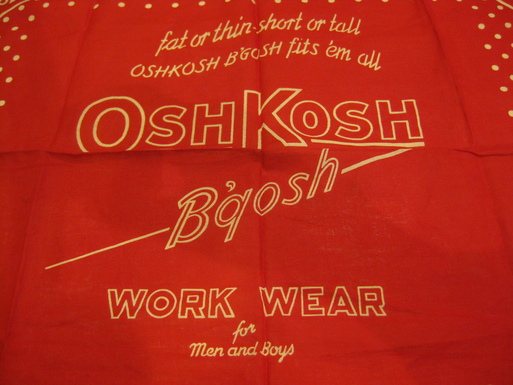 fat or thin-short or tall
OSHKOSH B'GOSH fits 'em all
OSHKOSH
B'gosh
WORK WEAR
for
Men and Boys